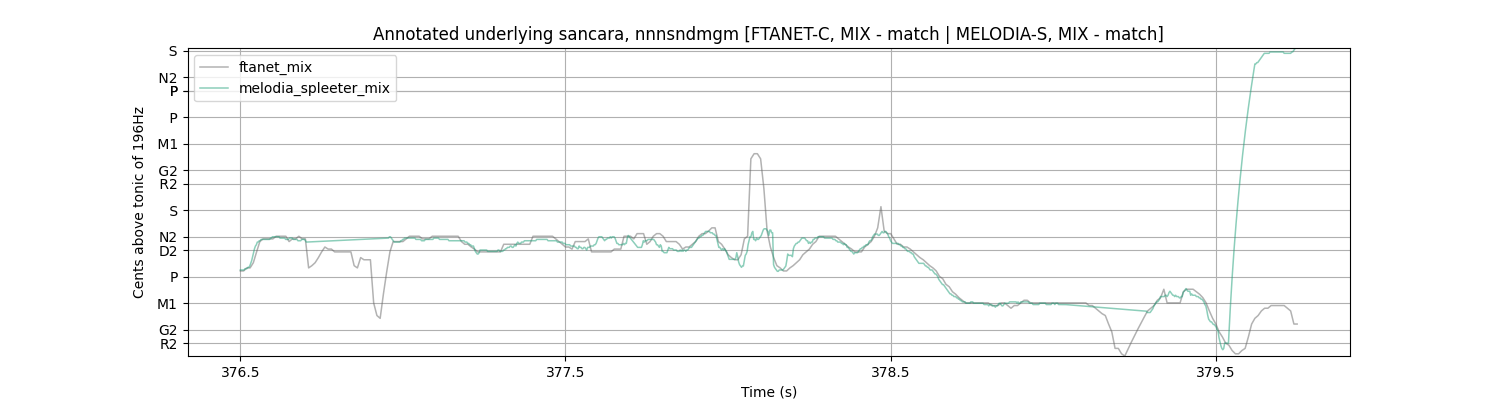 Annotated underlying sancara, nnnsndmgm [FTANET-C, MIX - match | MELODIA-S, MIX - match]
ftanet_mix
melodia_spleeter_mix
Cents above tonic of 196Hz
S
N2
P
P
M1
G2
R2
S
N2
D2
P
M1
G2
R2
376.5
377.5
378.5
379.5
Time (s)